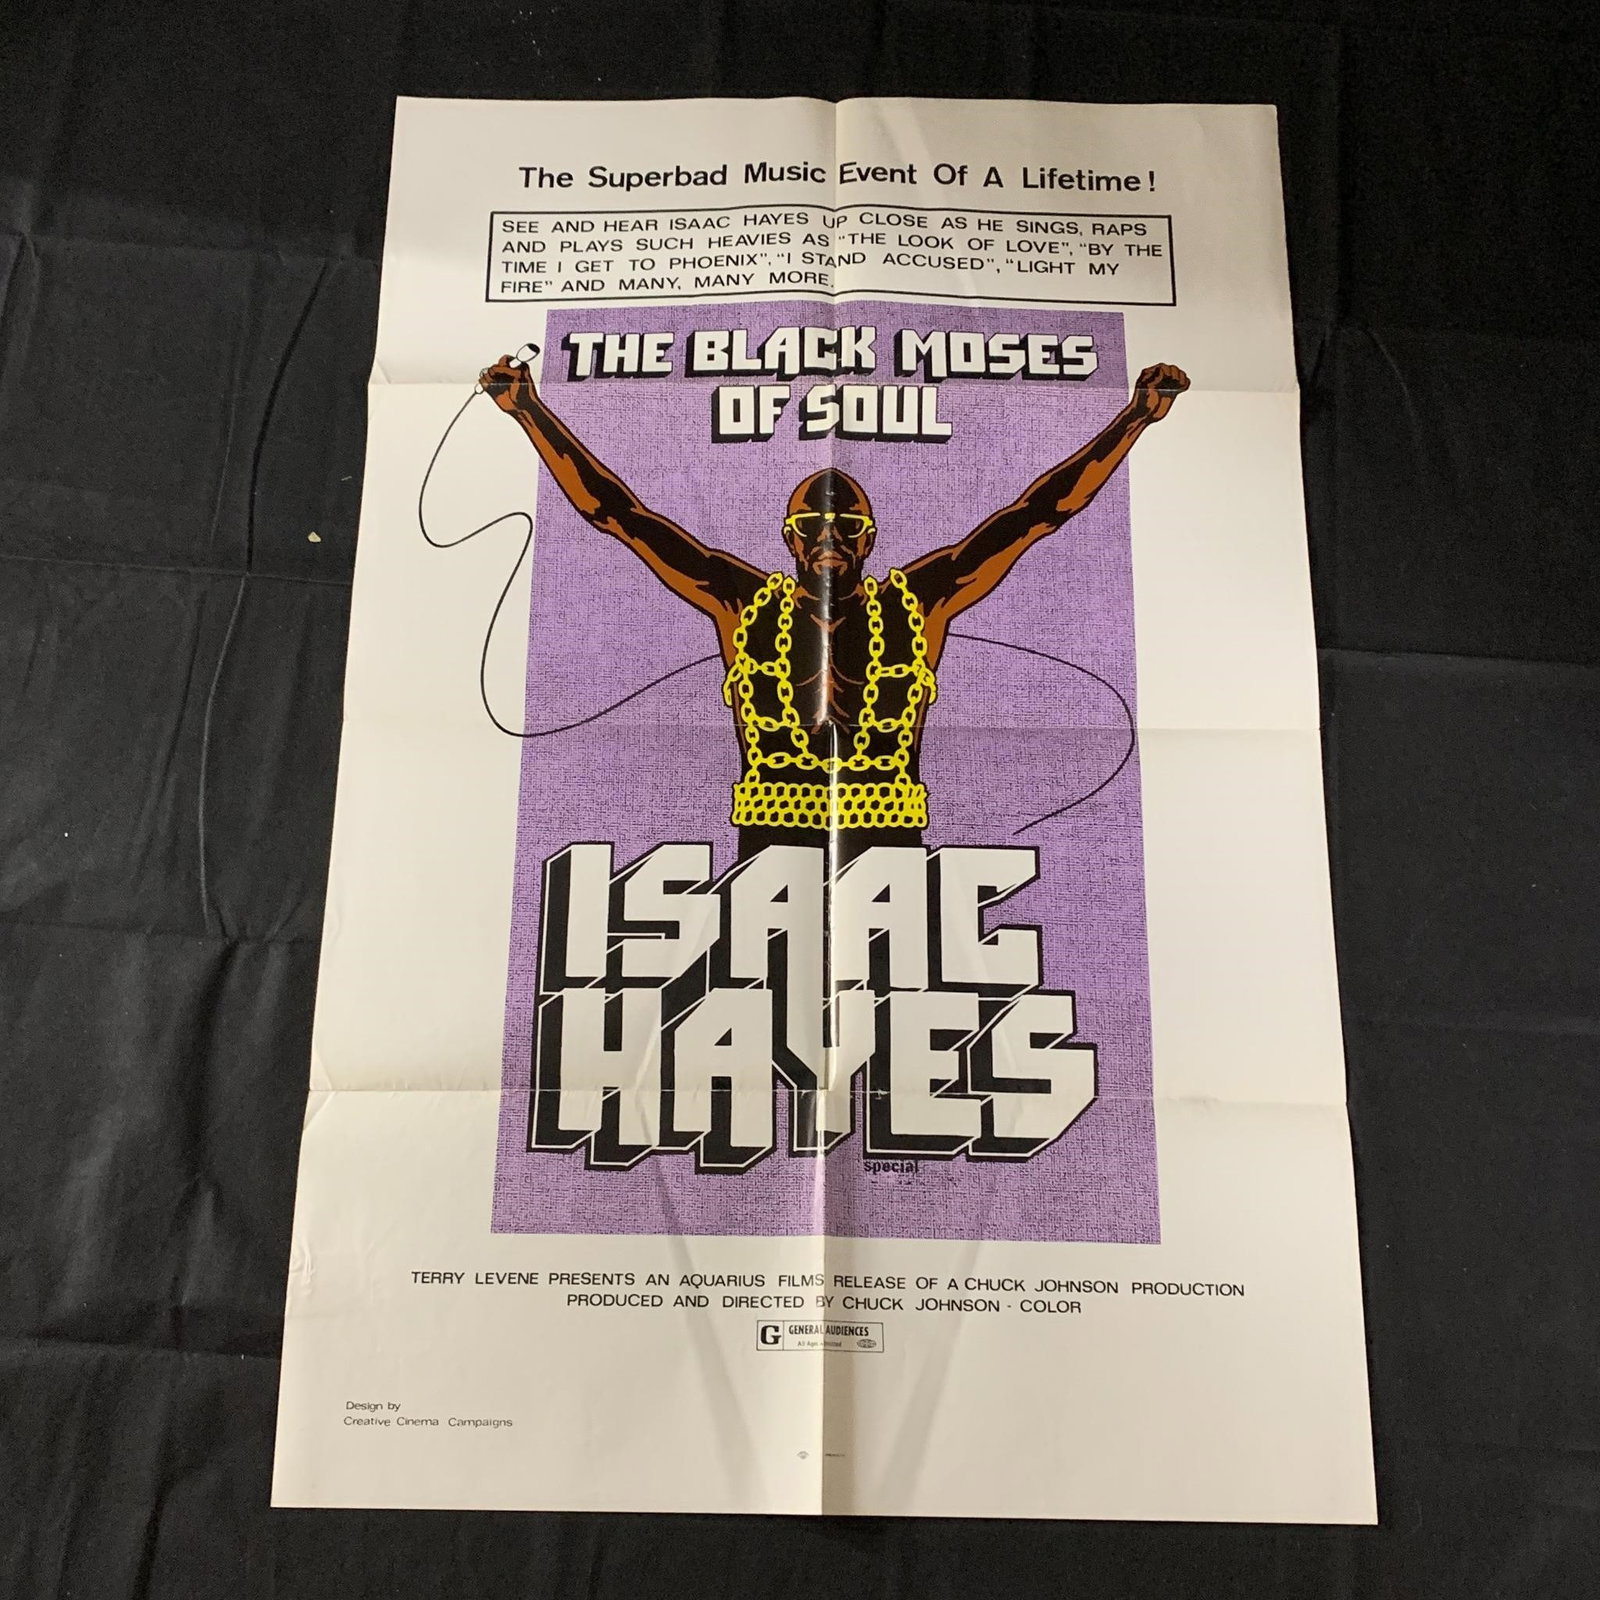 The Superbad Music Event Of A Lifetime!
SEE AND HEAR ISAAC HAYES UP CLOSE AS HE SINGS, RAPS
AND PLAYS SUCH HEAVIES AS "THE LOOK OF LOVE", "BY THE
TIME I GET TO PHOENIX", "I STAND ACCUSED", "LIGHT MY
FIRE" AND MANY, MANY MORE.
THE BLACK MOSES
OF SOUL
ISAAC
HAYES
special
TERRY LEVENE PRESENTS AN AQUARIUS FILMS RELEASE OF A CHUCK JOHNSON PRODUCTION
PRODUCED AND DIRECTED BY CHUCK JOHNSON - COLOR
G GENERAL AUDIENCES
All Ages Admitted
Design by
Creative Cinema Campaigns